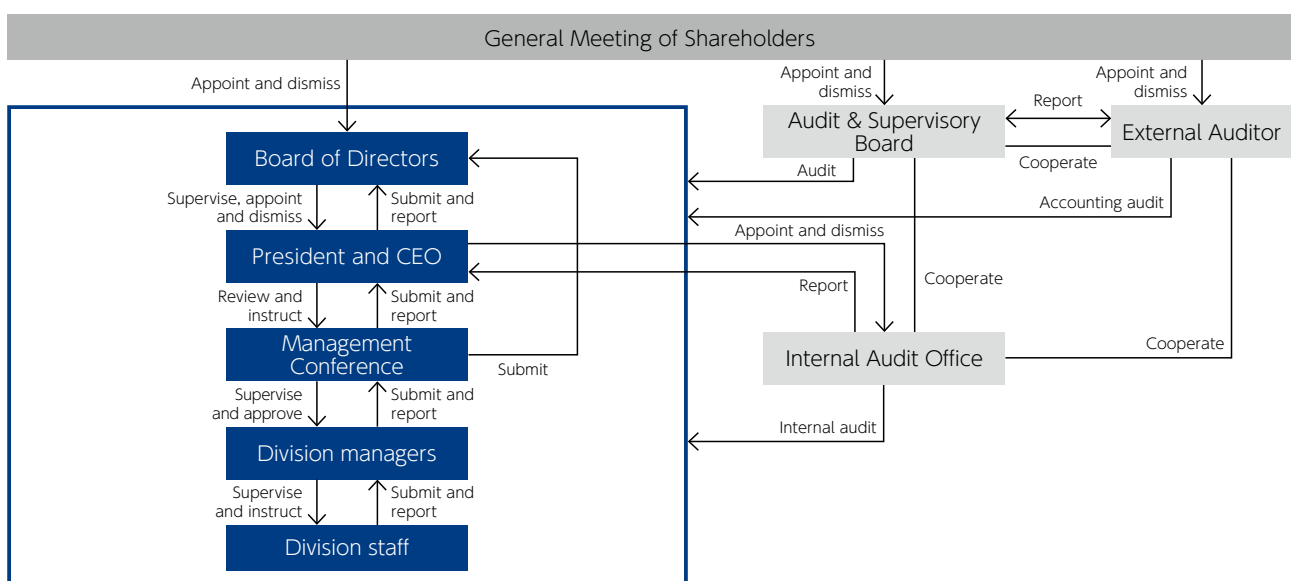 General Meeting of Shareholders
Appoint and dismiss
Appoint and
dismiss
Appoint and
dismiss
Report
Audit & Supervisory
Board
External Auditor
Cooperate
Board of Directors
Audit
Supervise, appoint
and dismiss
Submit and
report
Accounting audit
Appoint and dismiss
President and CEO
Report
Cooperate
Review and
instruct
Submit and
report
Management
Conference
Submit
Internal Audit Office
Cooperate
Supervise
and approve
Submit and
report
Internal audit
Division managers
Supervise
and instruct
Submit and
report
Division staff